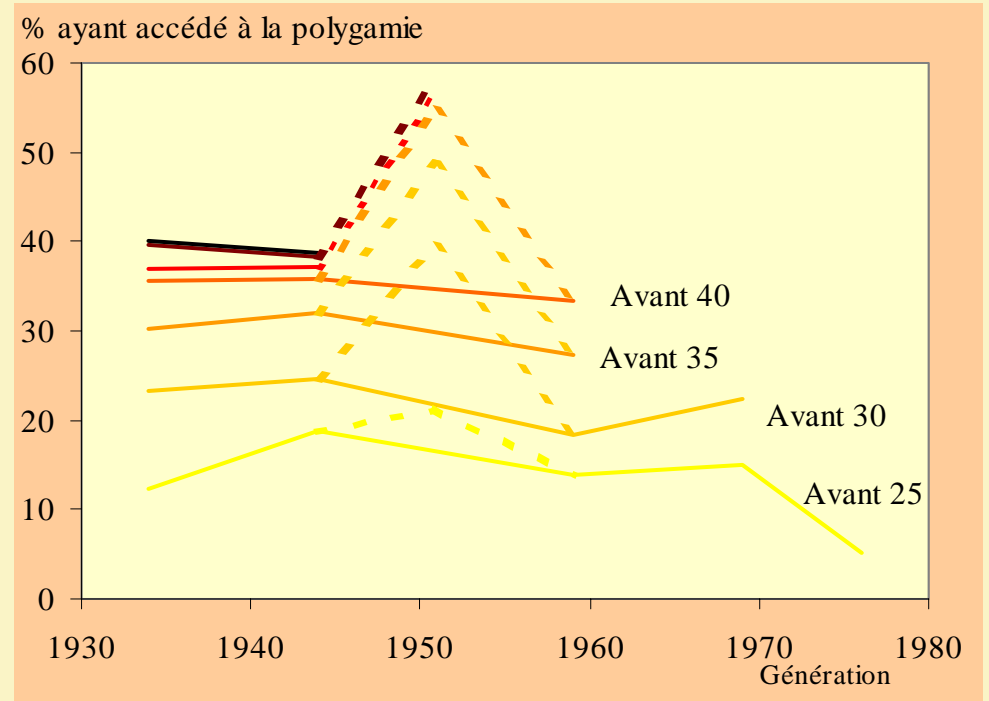 % ayant accédé à la polygamie
60
50
40
30
20
10
0
Avant 40
Avant 35
Avant 30
Avant 25
1930 1940 1950 1960 1970 1980
Génération